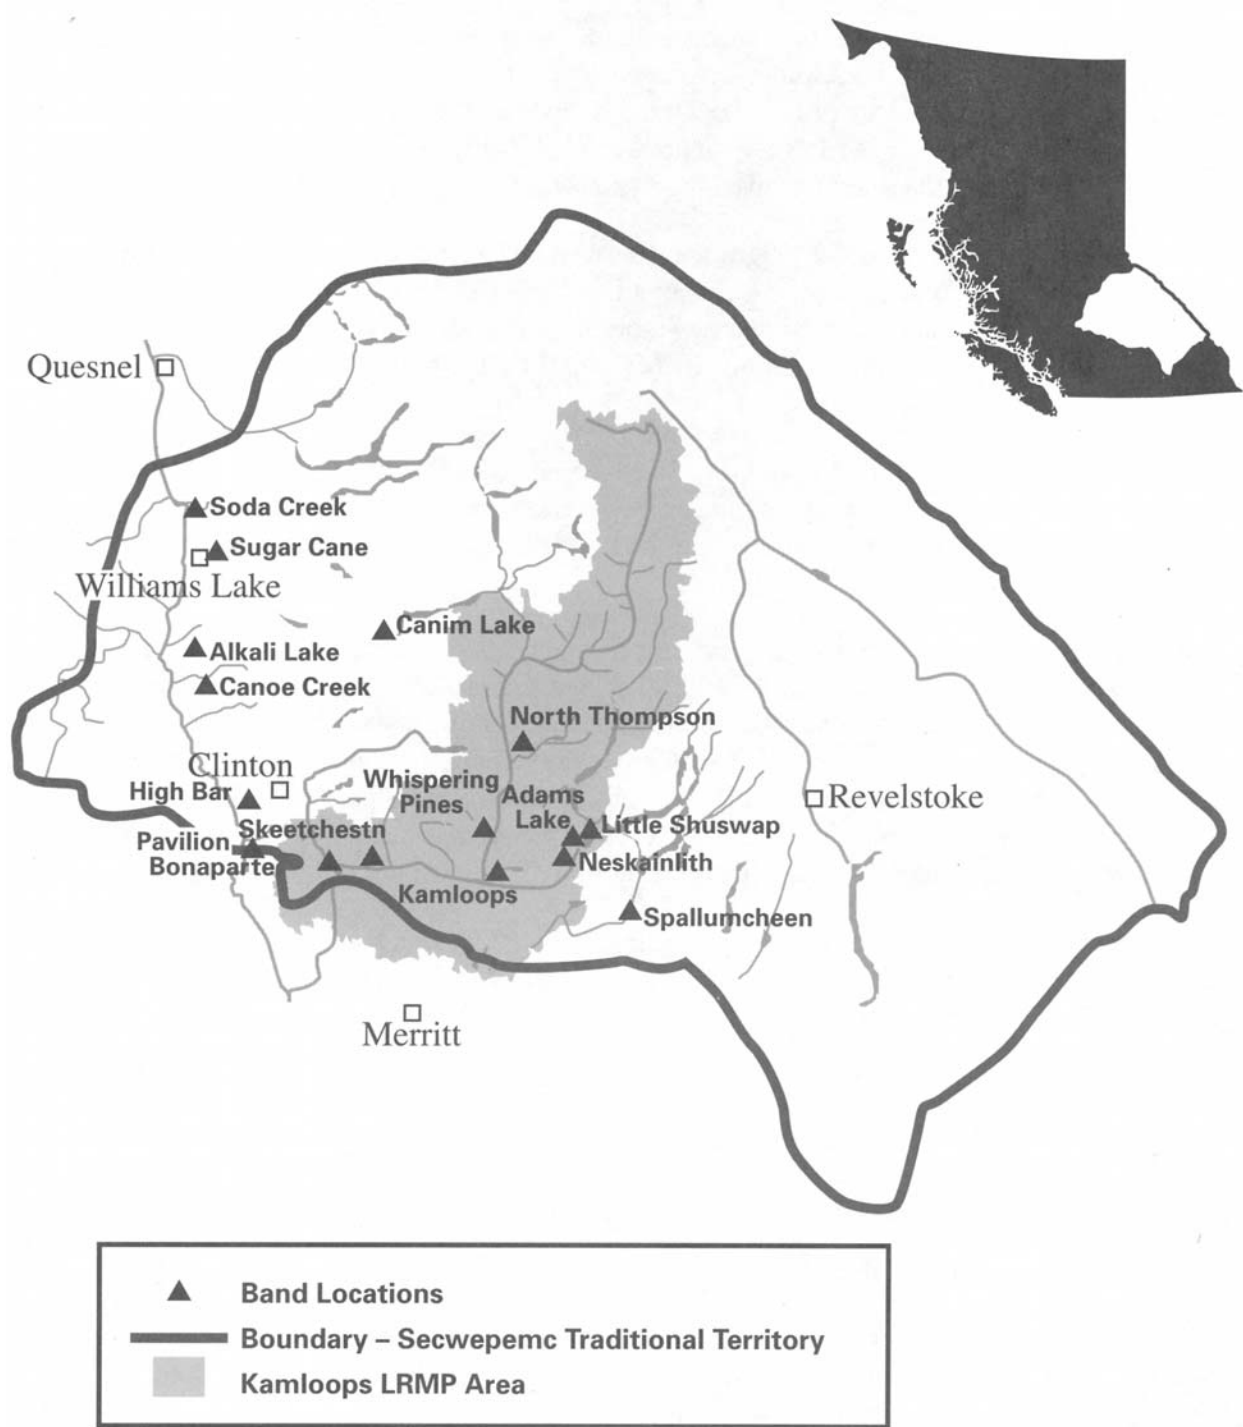 Quesnel
Soda Creek
Sugar Cane
Williams Lake
Canim Lake
Alkali Lake
Canoe Creek
North Thompson
Clinton
High Bar
Whispering
Pines
Adams
Lake
Revelstoke
Skeetchestn
Little Shuswap
Pavilion
Bonaparte
Neskainlith
Kamloops
Spallumcheen
Merritt
Band Locations
Boundary – Secwepemc Traditional Territory
Kamloops LRMP Area